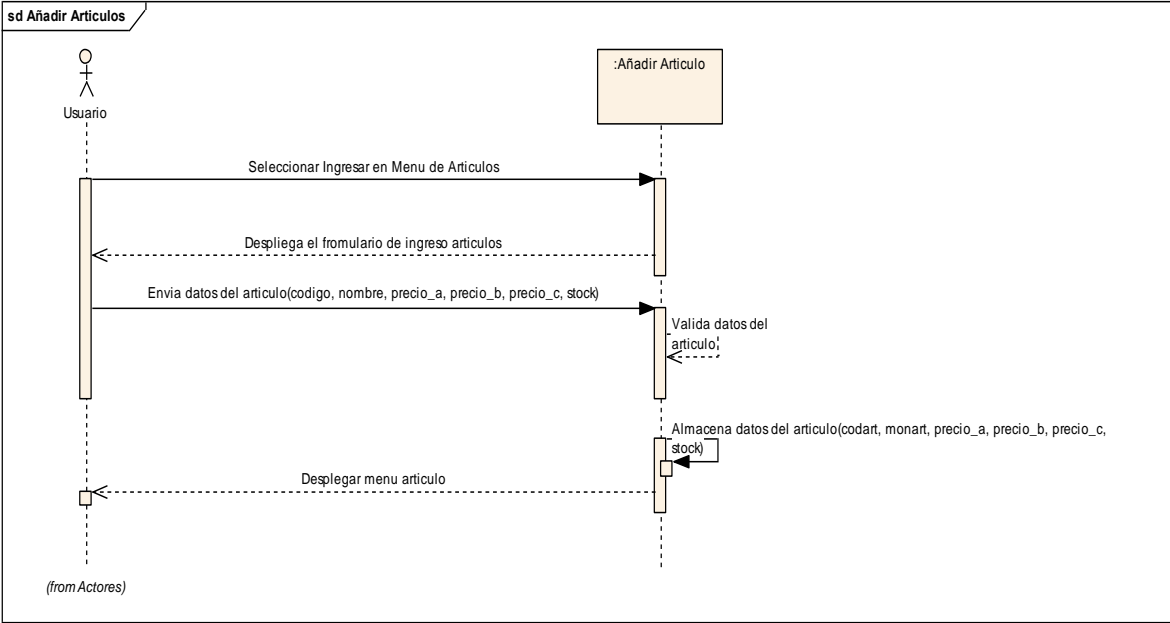 sd Añadir Articulos
Usuario
:Añadir Articulo
Seleccionar Ingresar en Menu de Articulos
Despliega el fromulario de ingreso articulos
Envia datos del articulo(codigo, nombre, precio_a, precio_b, precio_c, stock)
Valida datos del
articulo
Almacena datos del articulo(codart, monart, precio_a, precio_b, precio_c,
stock)
Desplegar menu articulo
(from Actores)